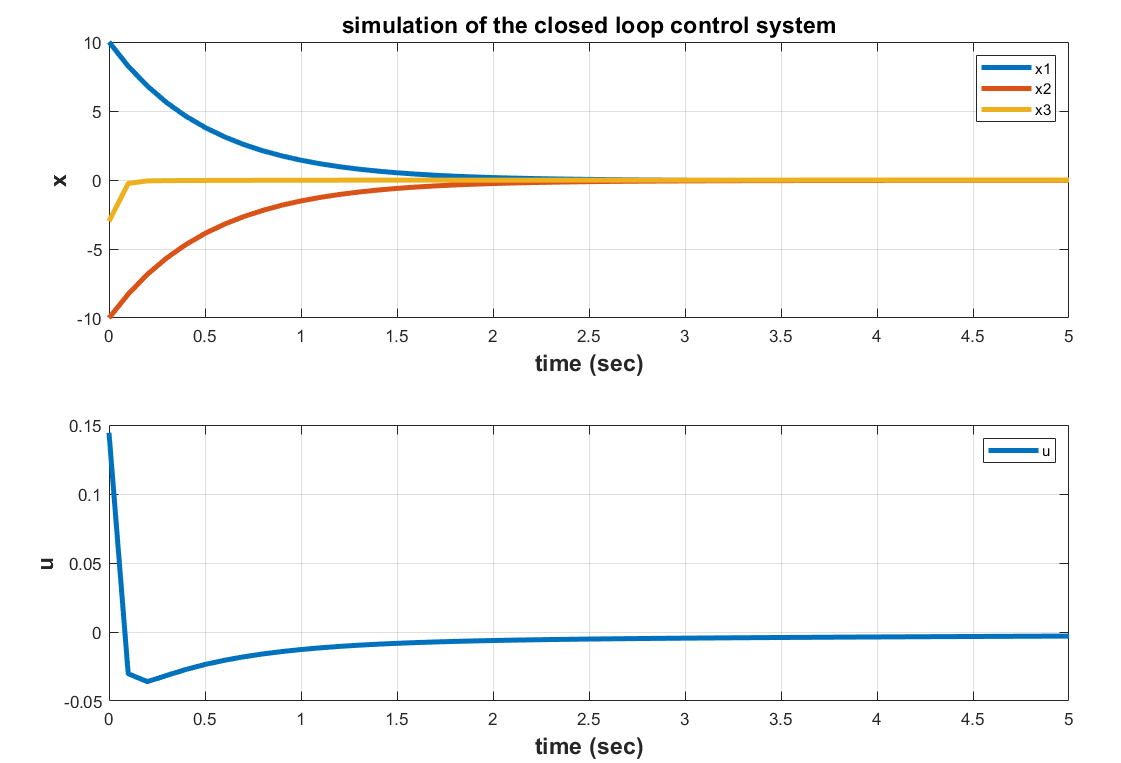 simulation of the closed loop control system
10
5
0
-5
-10
x
x1
x2
x3
0 0.5 1 1.5 2 2.5 3 3.5 4 4.5 5
time (sec)
0.15
0.1
0.05
0
-0.05
u
u
0 0.5 1 1.5 2 2.5 3 3.5 4 4.5 5
time (sec)